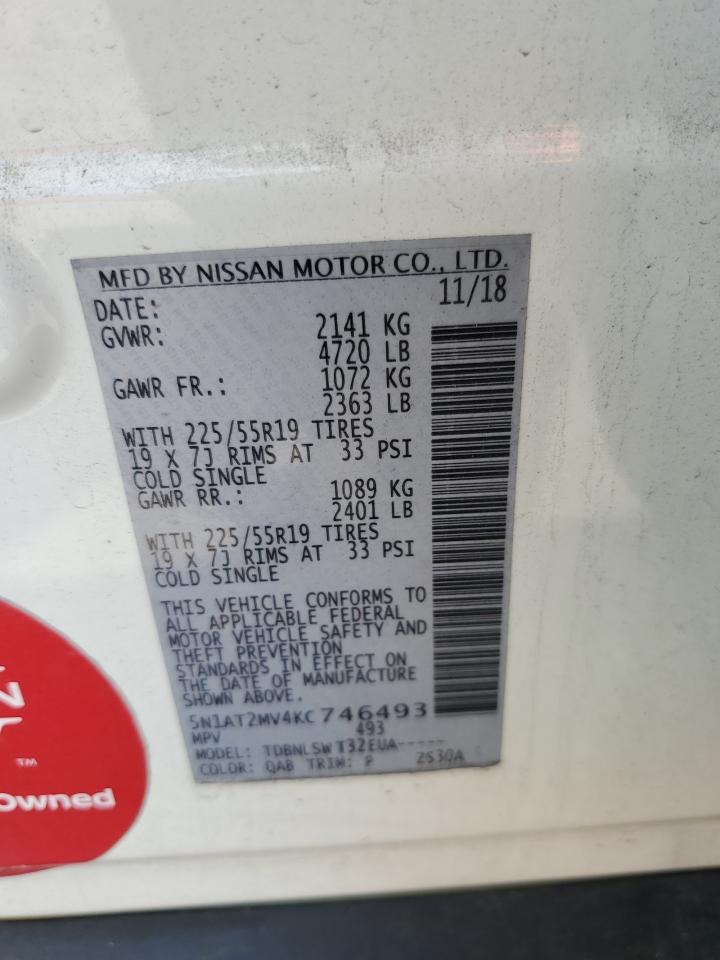 MFD BY NISSAN MOTOR CO., LTD.
DATE: 11/18
GVWR: 2141 KG
4720 LB
GAWR FR.: 1072 KG
2363 LB
WITH 225/55R19 TIRES
19 X 7J RIMS AT 33 PSI
COLD SINGLE
GAWR RR.: 1089 KG
2401 LB
WITH 225/55R19 TIRES
19 X 7J RIMS AT 33 PSI
COLD SINGLE
THIS VEHICLE CONFORMS TO
ALL APPLICABLE FEDERAL
MOTOR VEHICLE SAFETY AND
THEFT PREVENTION
STANDARDS IN EFFECT ON
THE DATE OF MANUFACTURE
SHOWN ABOVE.
5N1AT2MV4KC746493
MPV 493
MODEL: TDBNLSW T32EUA-----
COLOR: QAB TRIM: P 2S30A
N
T
™
Owned